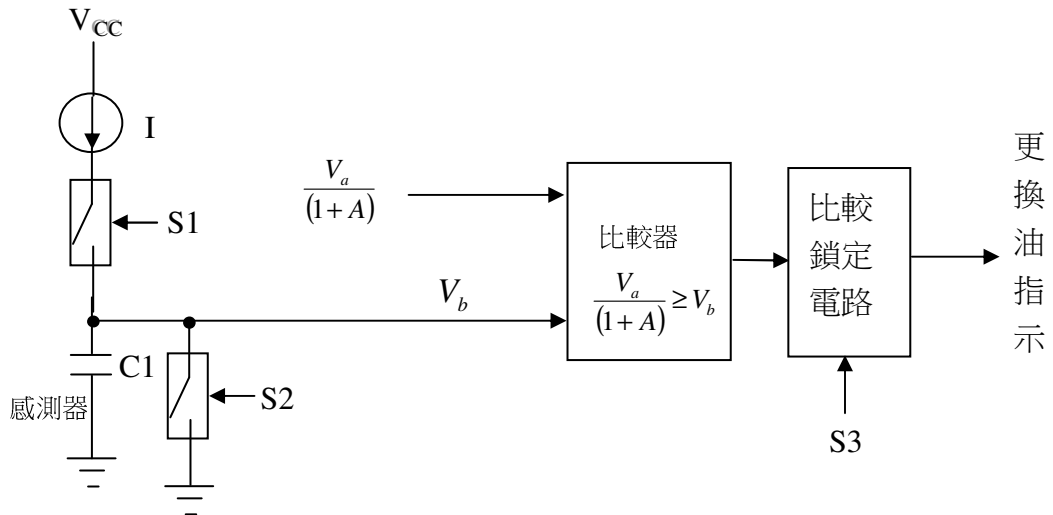 V_CC
I
S1
V_a/(1+A)
V_b
C1
感測器
S2
比較器
V_a/(1+A) ≥ V_b
比較
鎖定
電路
S3
更換油指示